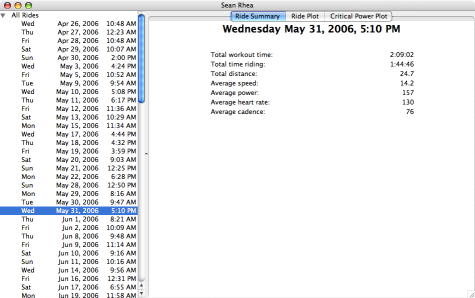 Sean Rhea
Ride Summary Ride Plot Critical Power Plot
All Rides
Wed Apr 26, 2006 10:48 AM
Thu Apr 27, 2006 12:23 AM
Fri Apr 28, 2006 10:48 AM
Sat Apr 29, 2006 10:07 AM
Sun Apr 30, 2006 2:00 PM
Wed May 3, 2006 4:24 PM
Fri May 5, 2006 10:52 AM
Tue May 9, 2006 9:54 AM
Wed May 10, 2006 5:08 PM
Thu May 11, 2006 6:17 PM
Fri May 12, 2006 11:36 AM
Sat May 13, 2006 10:29 AM
Mon May 15, 2006 11:34 AM
Wed May 17, 2006 4:44 PM
Thu May 18, 2006 4:32 PM
Fri May 19, 2006 3:59 PM
Sat May 20, 2006 9:03 AM
Sun May 21, 2006 12:25 PM
Mon May 22, 2006 6:28 PM
Sun May 28, 2006 12:50 PM
Mon May 29, 2006 8:16 AM
Tue May 30, 2006 9:47 AM
Wed May 31, 2006 5:10 PM
Thu Jun 1, 2006 8:21 AM
Fri Jun 2, 2006 10:09 AM
Thu Jun 8, 2006 9:48 AM
Fri Jun 9, 2006 11:14 AM
Sat Jun 10, 2006 9:16 AM
Sun Jun 11, 2006 10:16 AM
Wed Jun 14, 2006 9:56 AM
Fri Jun 16, 2006 12:31 PM
Sat Jun 17, 2006 6:55 AM
Mon Jun 19, 2006 11:58 AM
Wednesday May 31, 2006, 5:10 PM
Total workout time: 2:09:02
Total time riding: 1:44:46
Total distance: 24.7
Average speed: 14.2
Average power: 157
Average heart rate: 130
Average cadence: 76